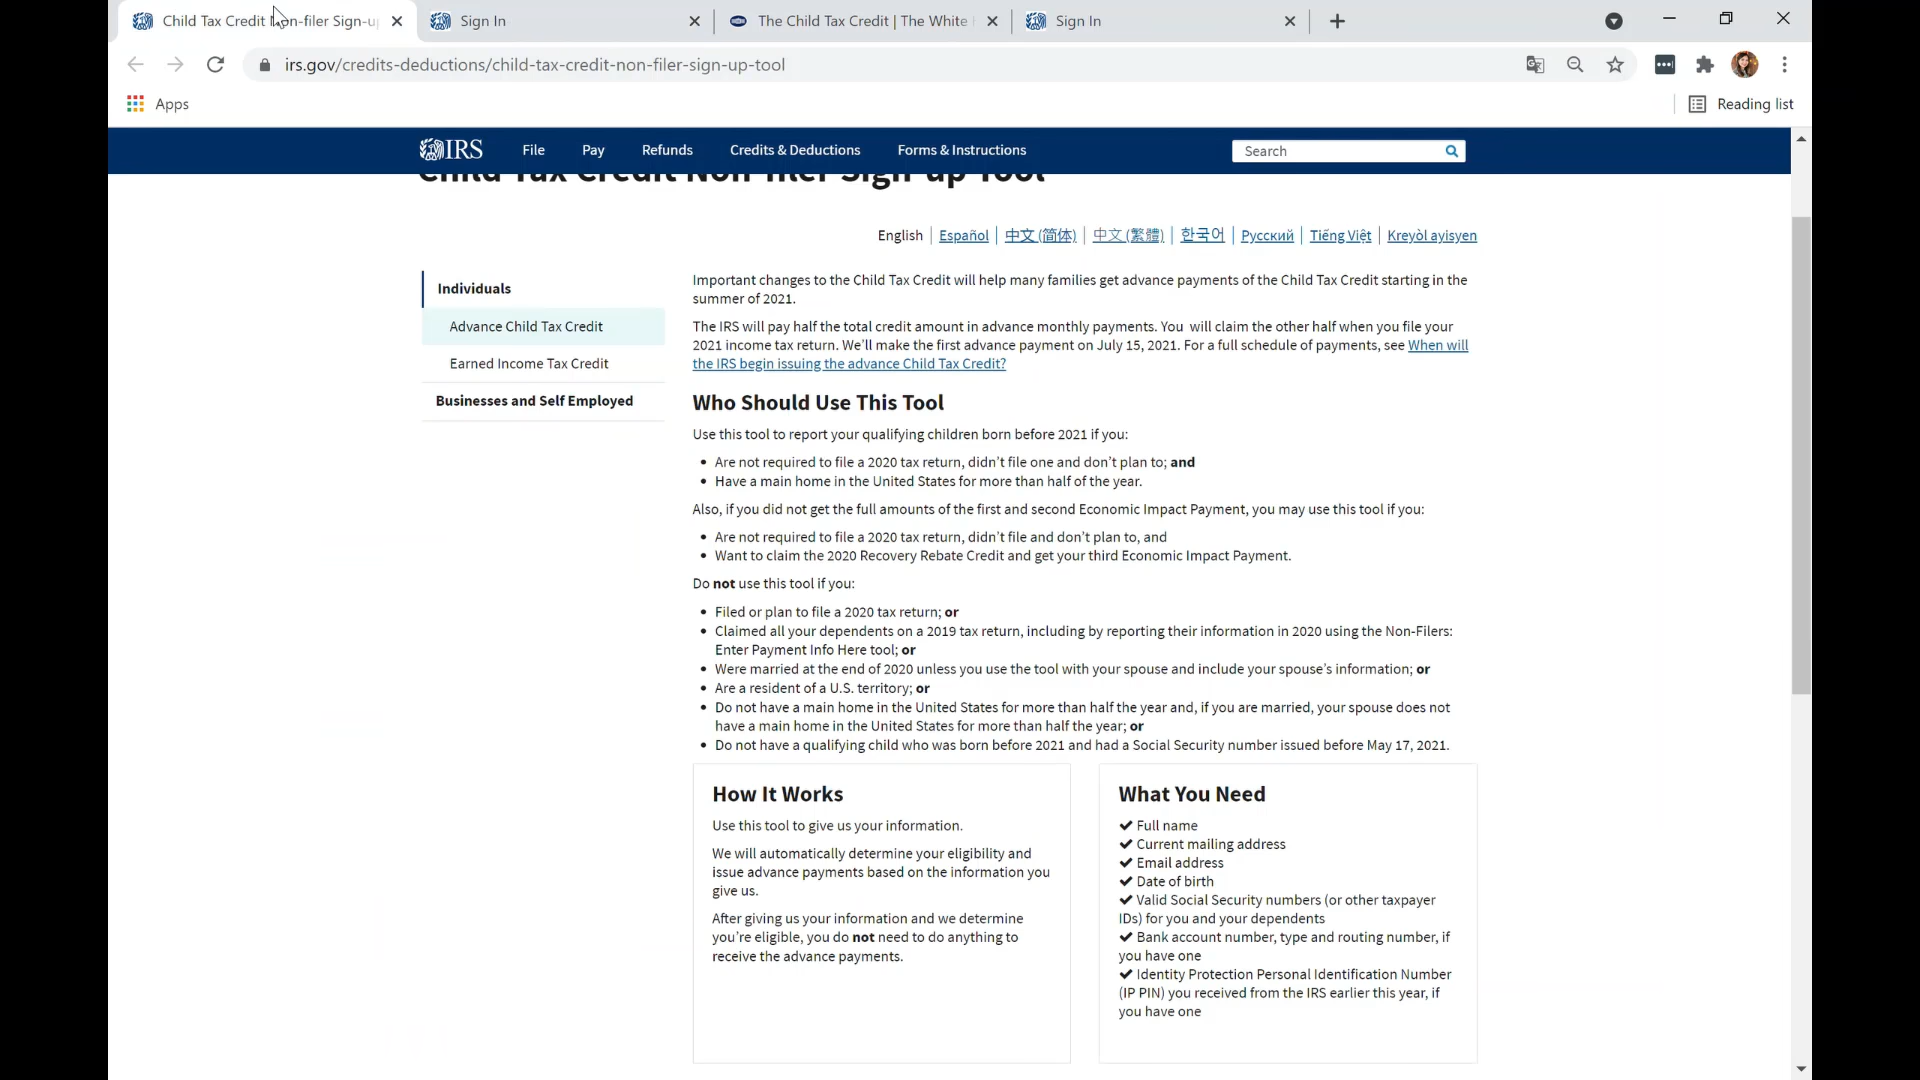 Child Tax Credit Non-filer Sign-u
Sign In
The Child Tax Credit | The White
Sign In
irs.gov/credits-deductions/child-tax-credit-non-filer-sign-up-tool
Apps
Reading list
IRS
File
Pay
Refunds
Credits & Deductions
Forms & Instructions
Search
Child Tax Credit Non-filer Sign-up Tool
English | Español | 中文 (简体) | 中文 (繁體) | 한국어 | Русский | Tiếng Việt | Kreyòl ayisyen
Individuals
Advance Child Tax Credit
Earned Income Tax Credit
Businesses and Self Employed
Important changes to the Child Tax Credit will help many families get advance payments of the Child Tax Credit starting in the
summer of 2021.
The IRS will pay half the total credit amount in advance monthly payments. You will claim the other half when you file your
2021 income tax return. We'll make the first advance payment on July 15, 2021. For a full schedule of payments, see When will
the IRS begin issuing the advance Child Tax Credit?
Who Should Use This Tool
Use this tool to report your qualifying children born before 2021 if you:
• Are not required to file a 2020 tax return, didn't file one and don't plan to; and
• Have a main home in the United States for more than half of the year.
Also, if you did not get the full amounts of the first and second Economic Impact Payment, you may use this tool if you:
• Are not required to file a 2020 tax return, didn't file and don't plan to, and
• Want to claim the 2020 Recovery Rebate Credit and get your third Economic Impact Payment.
Do not use this tool if you:
• Filed or plan to file a 2020 tax return; or
• Claimed all your dependents on a 2019 tax return, including by reporting their information in 2020 using the Non-Filers:
Enter Payment Info Here tool; or
• Were married at the end of 2020 unless you use the tool with your spouse and include your spouse's information; or
• Are a resident of a U.S. territory; or
• Do not have a main home in the United States for more than half the year and, if you are married, your spouse does not
have a main home in the United States for more than half the year; or
• Do not have a qualifying child who was born before 2021 and had a Social Security number issued before May 17, 2021.
How It Works
Use this tool to give us your information.
We will automatically determine your eligibility and
issue advance payments based on the information you
give us.
After giving us your information and we determine
you're eligible, you do not need to do anything to
receive the advance payments.
What You Need
✔ Full name
✔ Current mailing address
✔ Email address
✔ Date of birth
✔ Valid Social Security numbers (or other taxpayer
IDs) for you and your dependents
✔ Bank account number, type and routing number, if
you have one
✔ Identity Protection Personal Identification Number
(IP PIN) you received from the IRS earlier this year, if
you have one